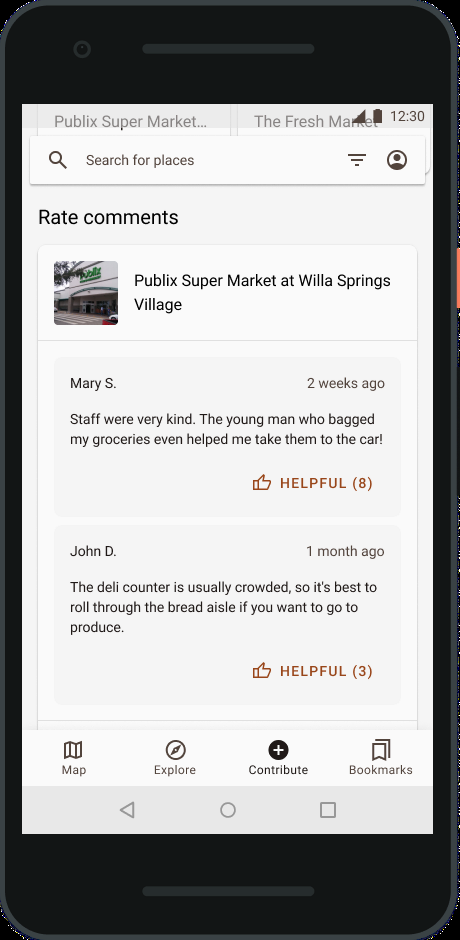 Publix Super Market...
The Fresh Market
12:30
Search for places
Rate comments
Publix
Publix Super Market at Willa Springs
Village
Mary S.
2 weeks ago
Staff were very kind. The young man who bagged
my groceries even helped me take them to the car!
HELPFUL (8)
John D.
1 month ago
The deli counter is usually crowded, so it's best to
roll through the bread aisle if you want to go to
produce.
HELPFUL (3)
Map
Explore
Contribute
Bookmarks